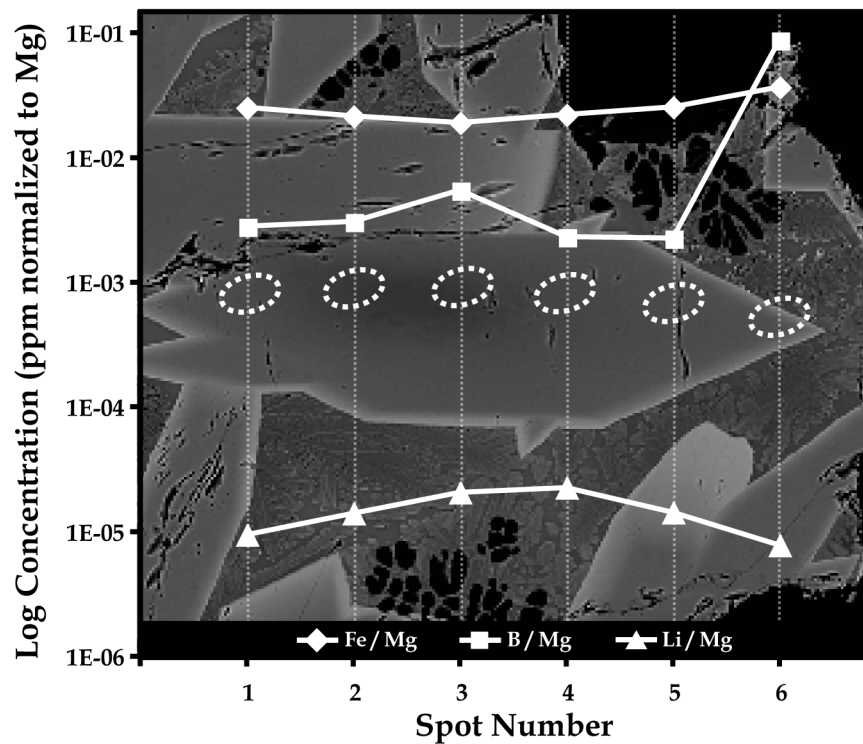 Log Concentration (ppm normalized to Mg)
1E-01
1E-02
1E-03
1E-04
1E-05
1E-06
Fe/Mg B/Mg Li/Mg
1 2 3 4 5 6
Spot Number